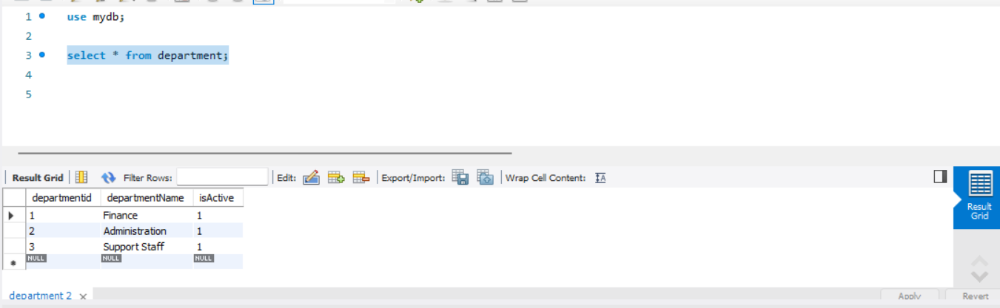 1 use mydb;
2
3 select * from department;
4
5
Result Grid Filter Rows: Edit: Export/Import: Wrap Cell Content: IA
Result
Grid
departmentid departmentName isActive
1 Finance 1
2 Administration 1
3 Support Staff 1
NULL NULL NULL
department 2 × Apply Revert